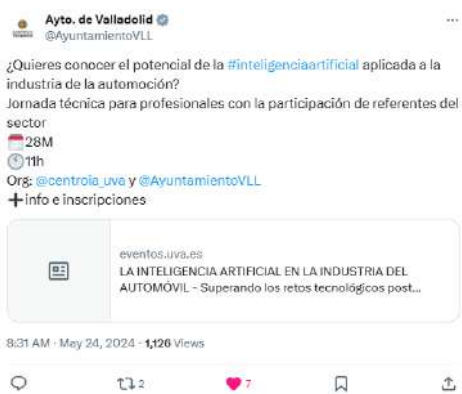 Ayto. de Valladolid
@AyuntamientoVLL
¿Quieres conocer el potencial de la #inteligenciaartificial aplicada a la
industria de la automoción?
Jornada técnica para profesionales con la participación de referentes del
sector
28M
11h
Org: @centroia_uva y @AyuntamientoVLL
+info e inscripciones
eventos.uva.es
LA INTELIGENCIA ARTIFICIAL EN LA INDUSTRIA DEL
AUTOMÓVIL - Superando los retos tecnológicos post...
8:31 AM · May 24, 2024 · 1,126 Views
2 7